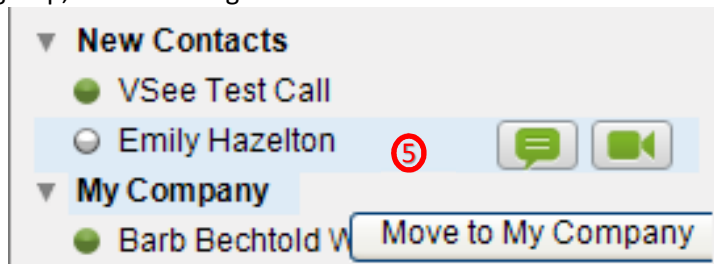 New Contacts
VSee Test Call
Emily Hazelton 5
My Company
Barb Bechtold Move to My Company